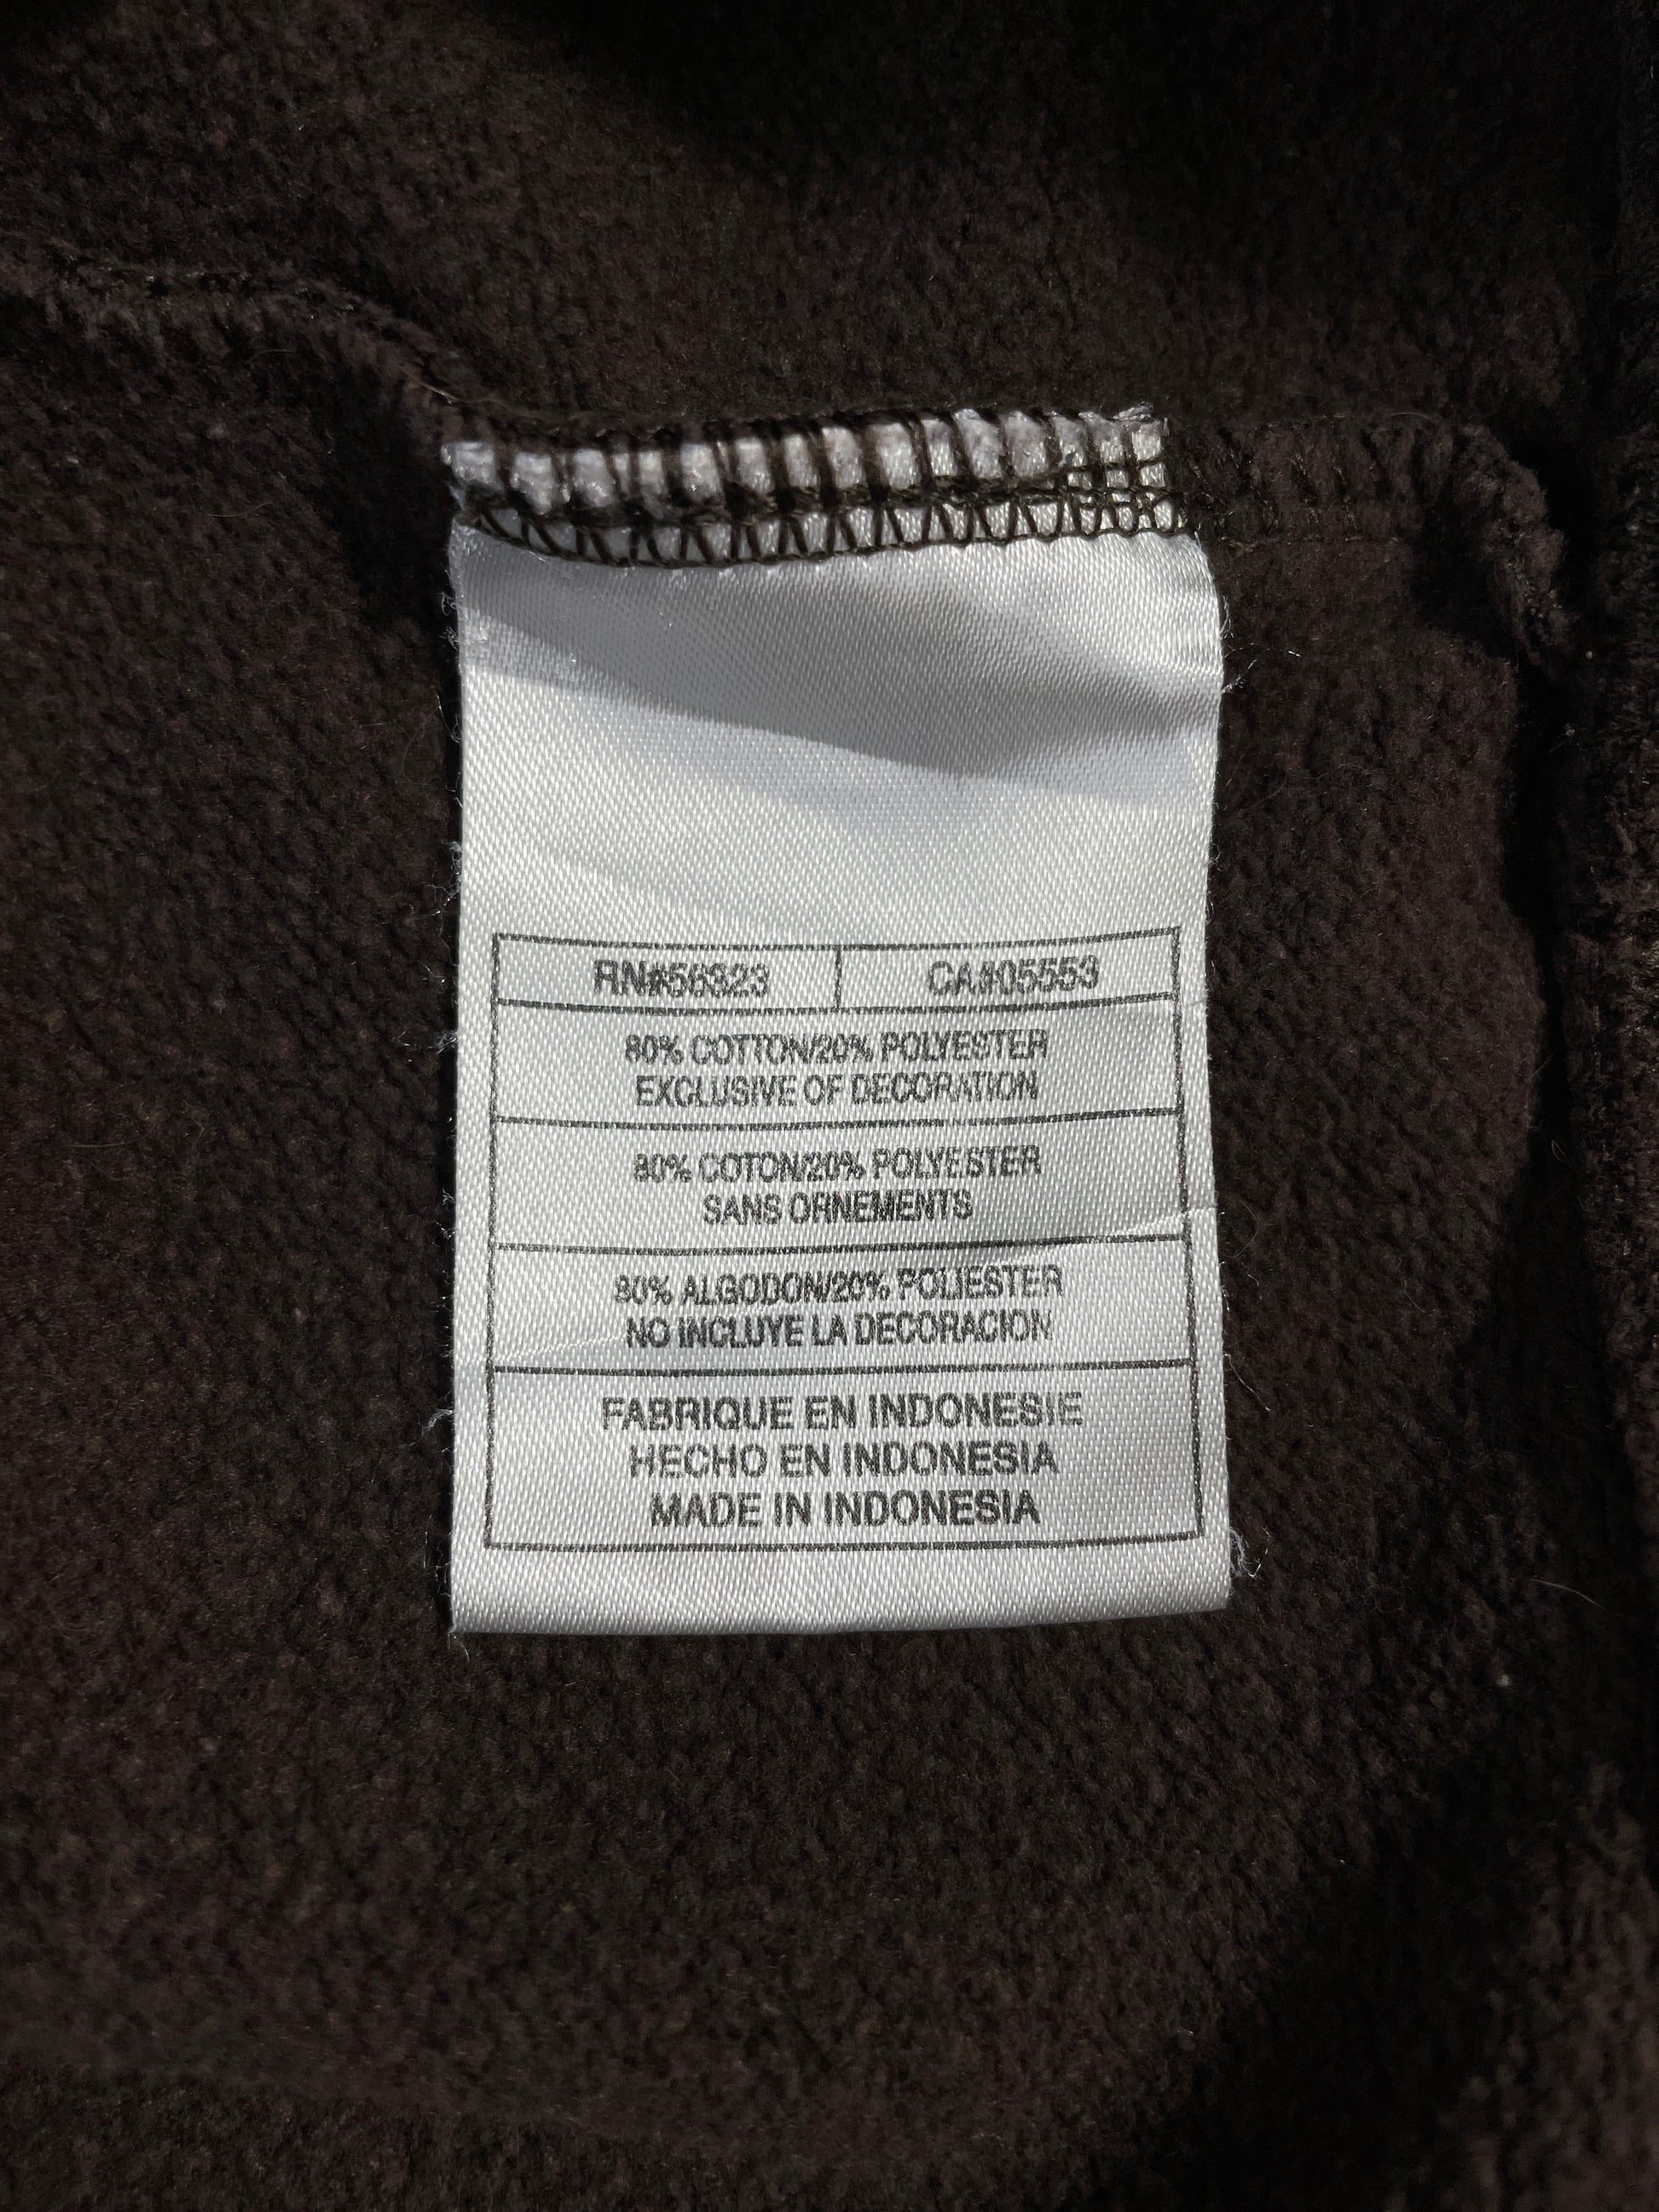 RN#56323 CA#05553
80% COTTON/20% POLYESTER
EXCLUSIVE OF DECORATION
80% COTON/20% POLYESTER
SANS ORNEMENTS
80% ALGODON/20% POLIESTER
NO INCLUYE LA DECORACION
FABRIQUE EN INDONESIE
HECHO EN INDONESIA
MADE IN INDONESIA